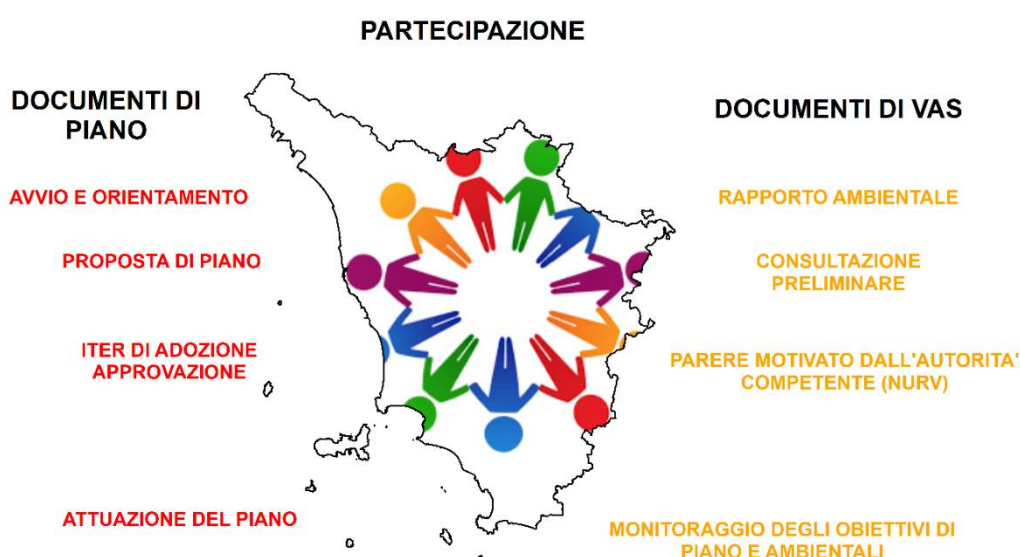 PARTECIPAZIONE
DOCUMENTI DI
PIANO
AVVIO E ORIENTAMENTO
PROPOSTA DI PIANO
ITER DI ADOZIONE
APPROVAZIONE
ATTUAZIONE DEL PIANO
DOCUMENTI DI VAS
RAPPORTO AMBIENTALE
CONSULTAZIONE
PRELIMINARE
PARERE MOTIVATO DALL'AUTORITA'
COMPETENTE (NURV)
MONITORAGGIO DEGLI OBIETTIVI DI
PIANO E AMBIENTALI